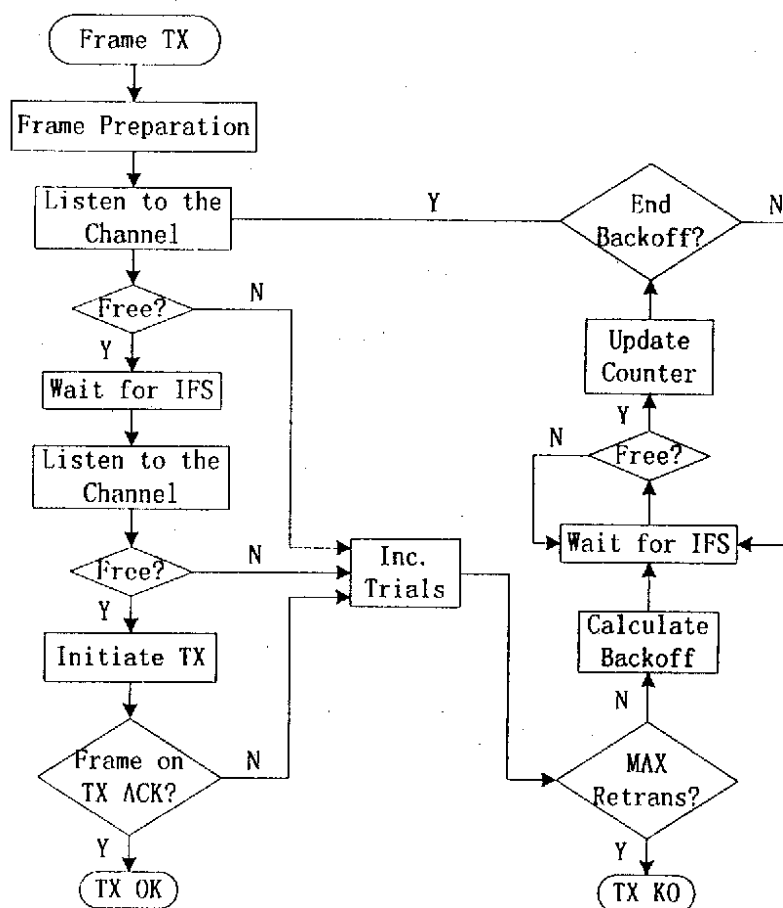 Frame TX
Frame Preparation
Listen to the
Channel
Free?
N
Y
Wait for IFS
Listen to the
Channel
Free?
N
Y
Initiate TX
Frame on
TX ACK?
N
Y
TX OK
Inc.
Trials
MAX
Retrans?
N
Y
TX KO
Calculate
Backoff
Wait for IFS
Free?
N
Y
Update
Counter
End
Backoff?
Y
N